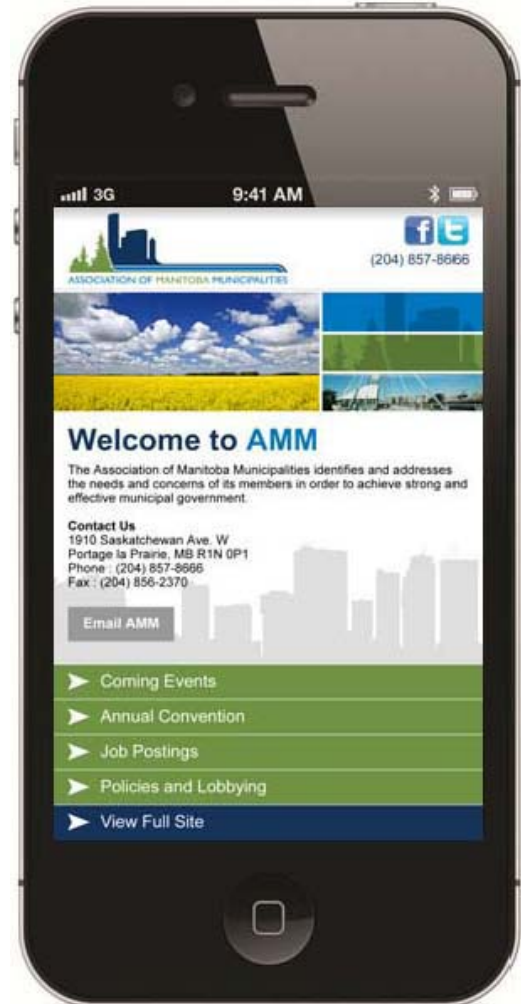 3G
9:41 AM
f t
(204) 857-8666
ASSOCIATION OF MANITOBA MUNICIPALITIES
Welcome to AMM
The Association of Manitoba Municipalities identifies and addresses
the needs and concerns of its members in order to achieve strong and
effective municipal government.
Contact Us
1910 Saskatchewan Ave. W
Portage la Prairie, MB R1N 0P1
Phone : (204) 857-8666
Fax : (204) 856-2370
Email AMM
Coming Events
Annual Convention
Job Postings
Policies and Lobbying
View Full Site